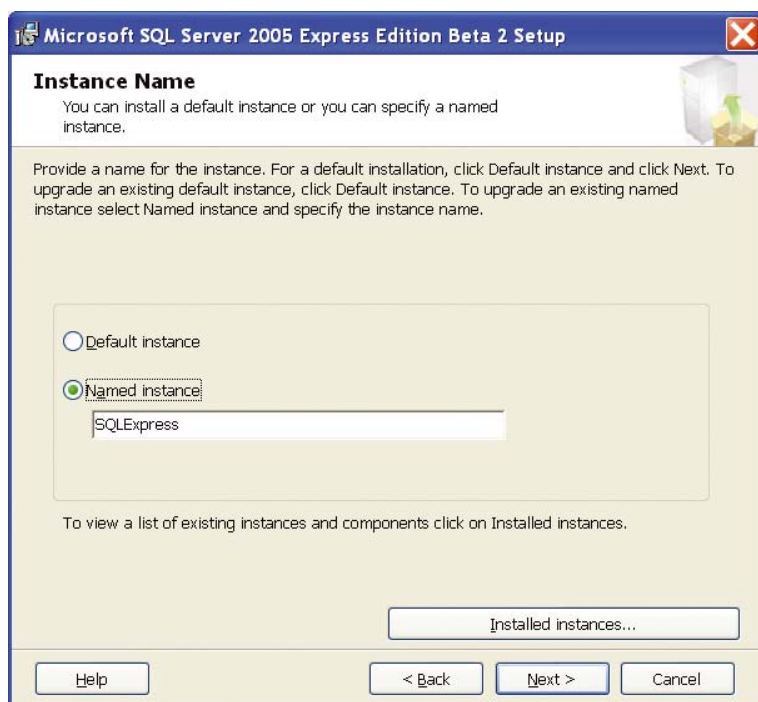 Microsoft SQL Server 2005 Express Edition Beta 2 Setup
Instance Name
You can install a default instance or you can specify a named
instance.
Provide a name for the instance. For a default installation, click Default instance and click Next. To
upgrade an existing default instance, click Default instance. To upgrade an existing named
instance select Named instance and specify the instance name.
Default instance
Named instance
SQLExpress
To view a list of existing instances and components click on Installed instances.
Installed instances...
Help
< Back
Next >
Cancel